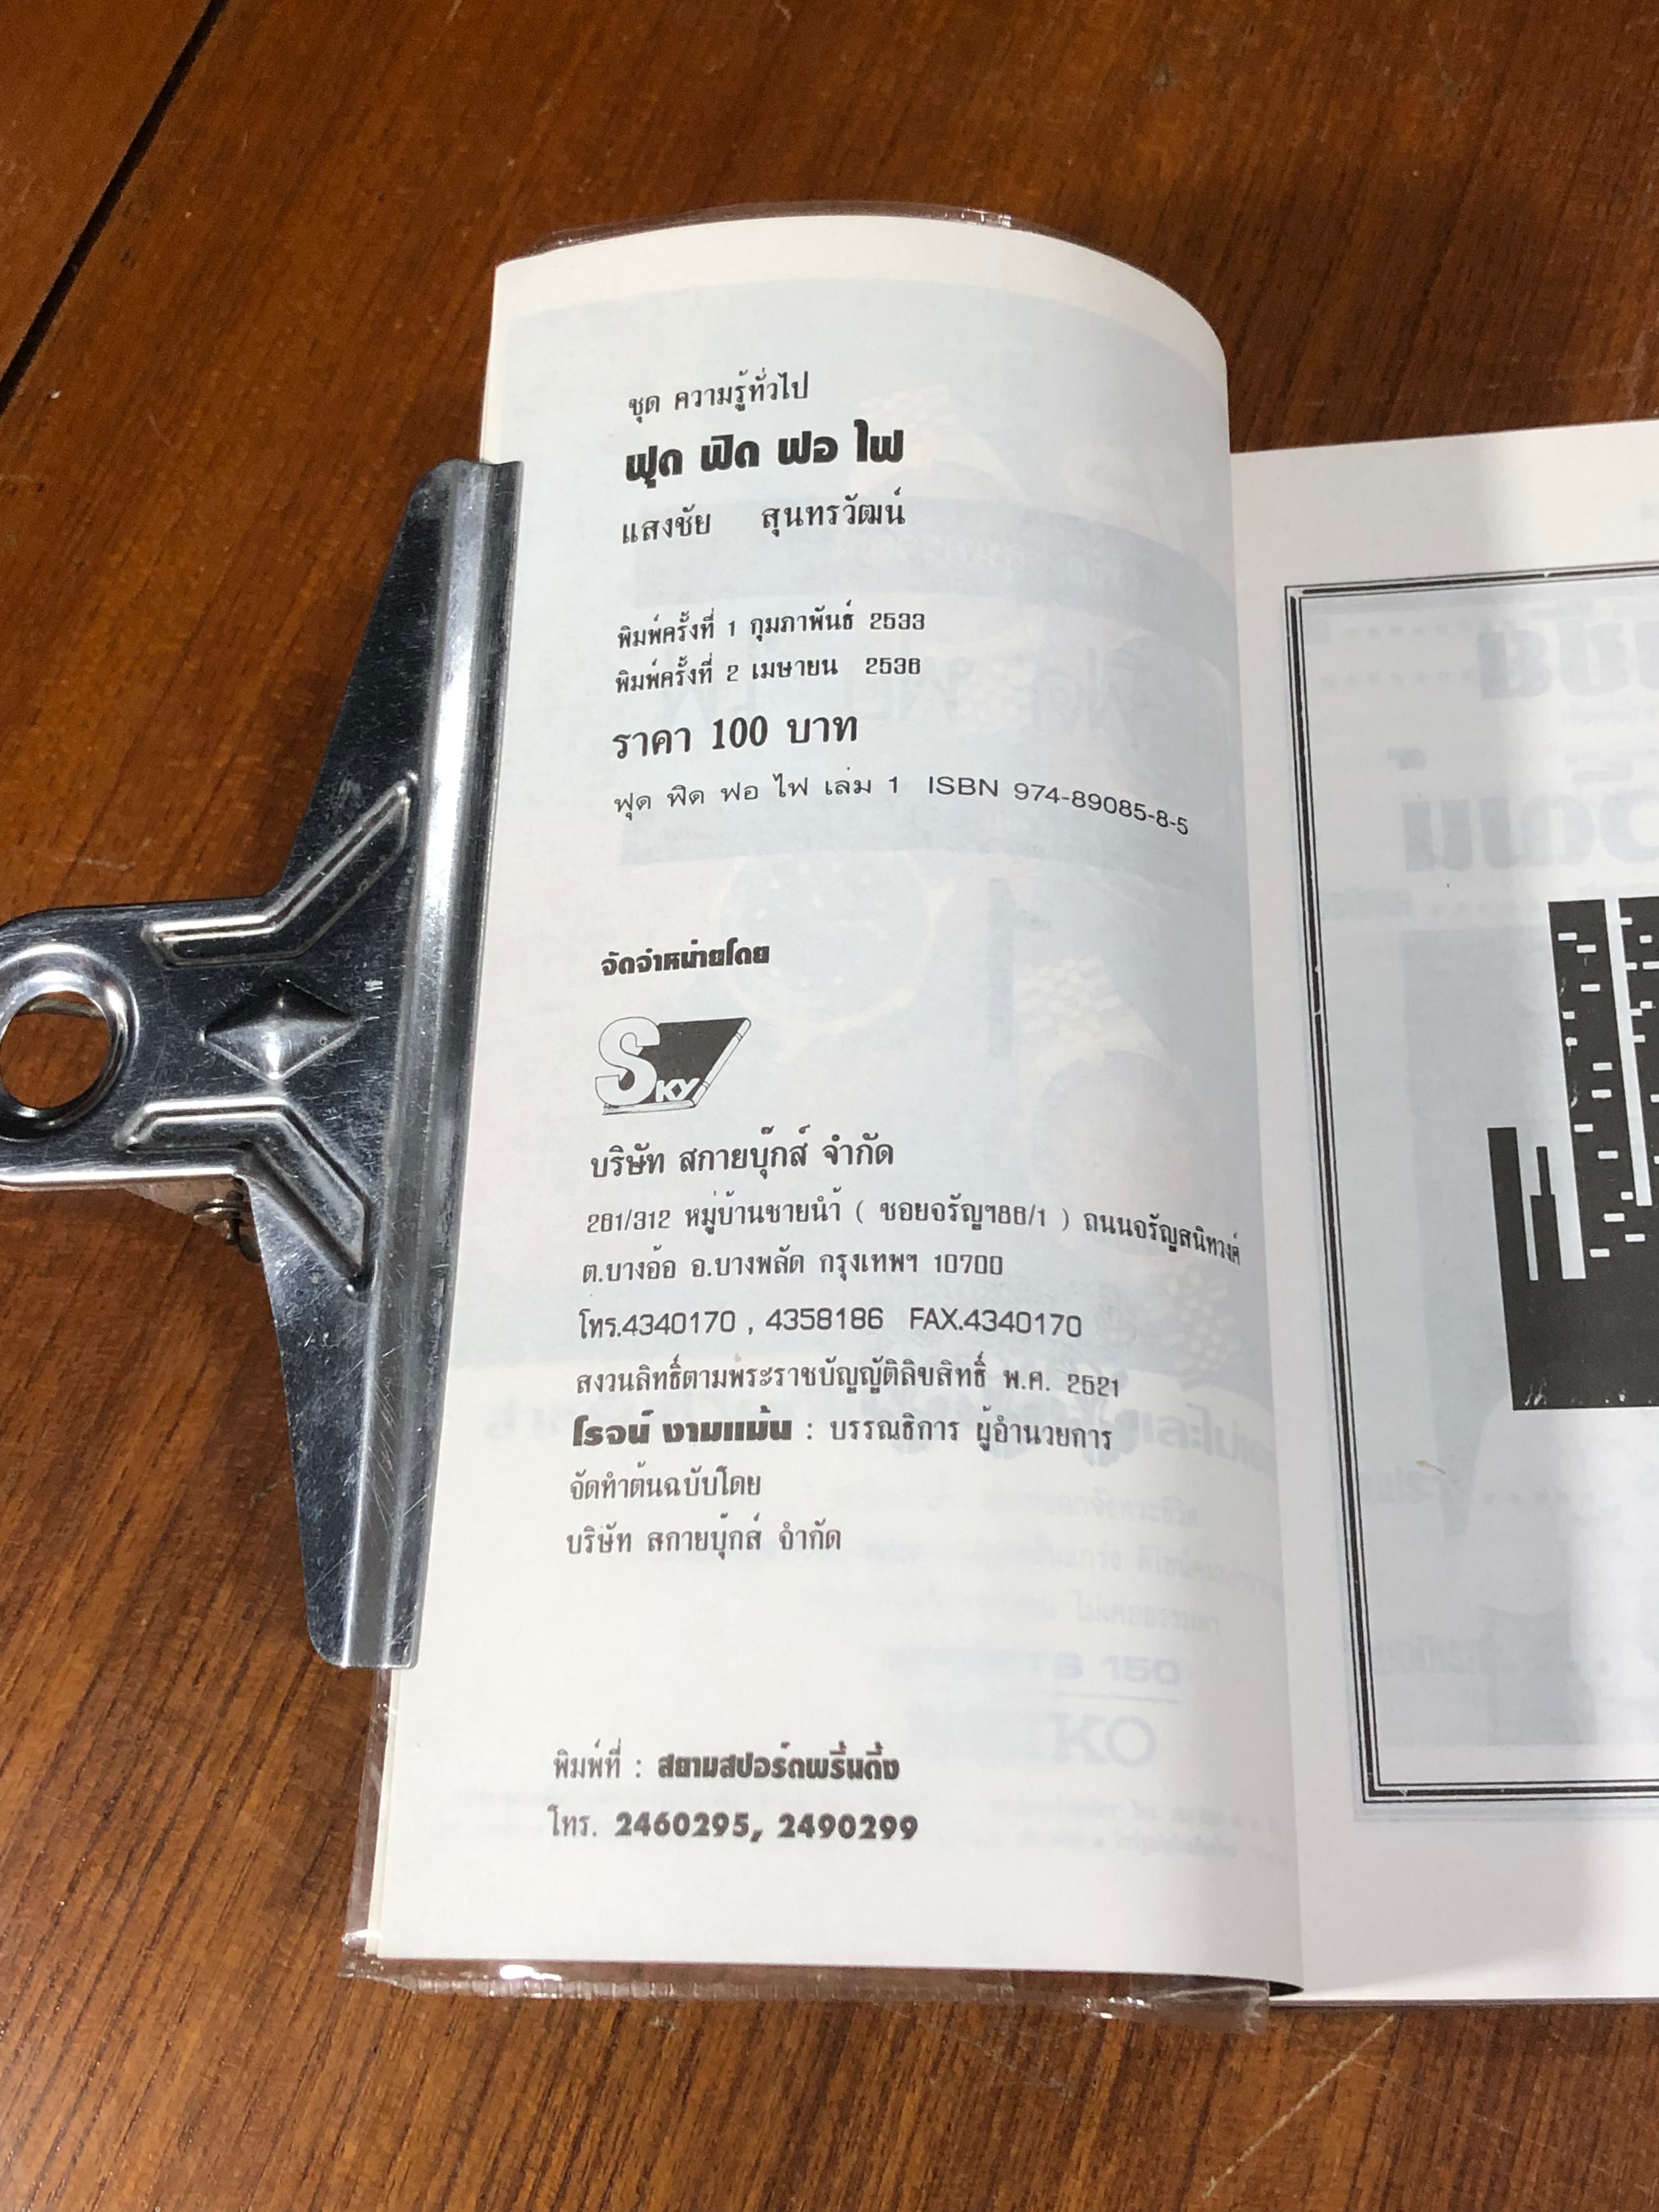 ชุด ความรู้ทั่วไป
ฟุด ฟิด ฟอ ไฟ
แสงชัย สุนทรวัฒน์
พิมพ์ครั้งที่ 1 กุมภาพันธ์ 2533
พิมพ์ครั้งที่ 2 เมษายน 2536
ราคา 100 บาท
ฟุด ฟิด ฟอ ไฟ เล่ม 1 ISBN 974-89085-8-5
จัดจำหน่ายโดย
SKY
บริษัท สกายบุ๊กส์ จำกัด
261/312 หมู่บ้านชายน้ำ ( ซอยจรัญฯ86/1 ) ถนนจรัญสนิทวงศ์
ต.บางอ้อ อ.บางพลัด กรุงเทพฯ 10700
โทร.4340170 , 4358186 FAX.4340170
สงวนลิทธิ์ตามพระราชบัญญัติลิขสิทธิ์ พ.ศ. 2521
โรจน์ งามแม้น : บรรณธิการ ผู้อำนวยการ
จัดทำต้นฉบับโดย
บริษัท สกายบุ้กส์ จำกัด
พิมพ์ที่ : สยามสปอร์ตพริ้นติ้ง
โทร. 2460295, 2490299